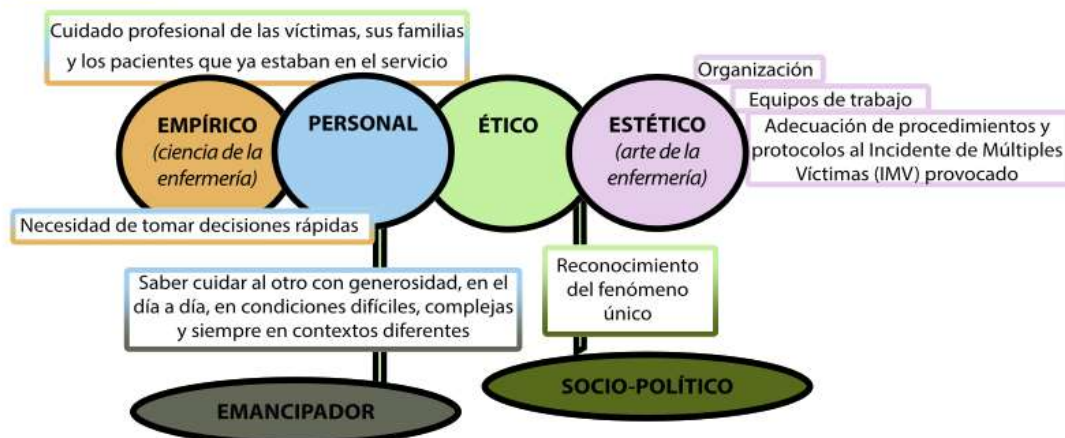 Cuidado profesional de las víctimas, sus familias
y los pacientes que ya estaban en el servicio
EMPÍRICO
(ciencia de la
enfermería)
PERSONAL
ÉTICO
ESTÉTICO
(arte de la
enfermería)
Organización
Equipos de trabajo
Adecuación de procedimientos y
protocolos al Incidente de Múltiples
Víctimas (IMV) provocado
Necesidad de tomar decisiones rápidas
Saber cuidar al otro con generosidad, en el
día a día, en condiciones difíciles, complejas
y siempre en contextos diferentes
Reconocimiento
del fenómeno
único
EMANCIPADOR
SOCIO-POLÍTICO